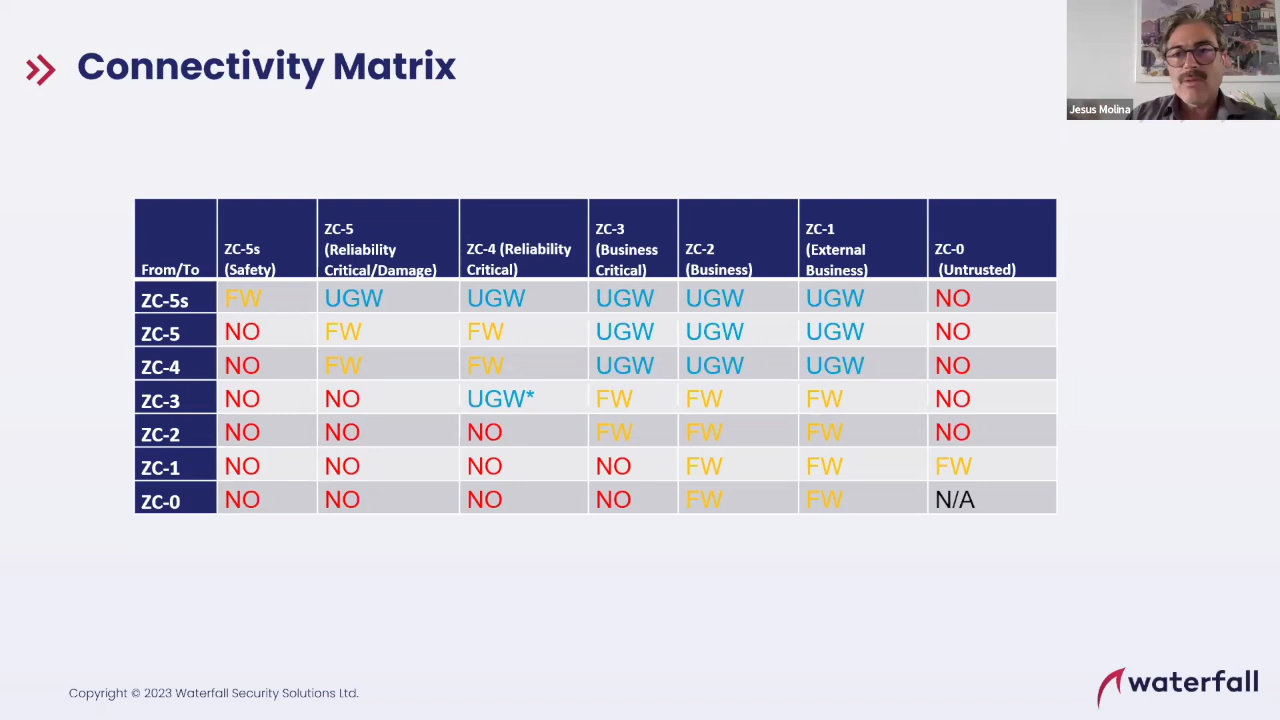 Connectivity Matrix
Jesus Molina
From/To ZC-5s (Safety) ZC-5 (Reliability Critical/Damage) ZC-4 (Reliability Critical) ZC-3 (Business Critical) ZC-2 (Business) ZC-1 (External Business) ZC-0 (Untrusted)
ZC-5s FW UGW UGW UGW UGW UGW NO
ZC-5 NO FW FW UGW UGW UGW NO
ZC-4 NO FW FW UGW UGW UGW NO
ZC-3 NO NO UGW* FW FW FW NO
ZC-2 NO NO NO FW FW FW NO
ZC-1 NO NO NO NO FW FW FW
ZC-0 NO NO NO NO FW FW N/A
Copyright © 2023 Waterfall Security Solutions Ltd.
waterfall